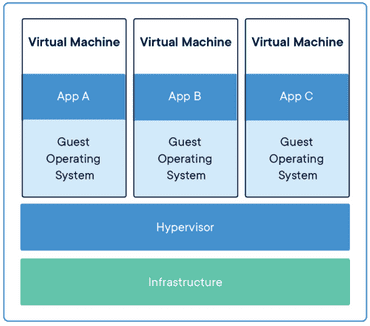 Virtual Machine
App A
Guest
Operating
System
Virtual Machine
App B
Guest
Operating
System
Virtual Machine
App C
Guest
Operating
System
Hypervisor
Infrastructure